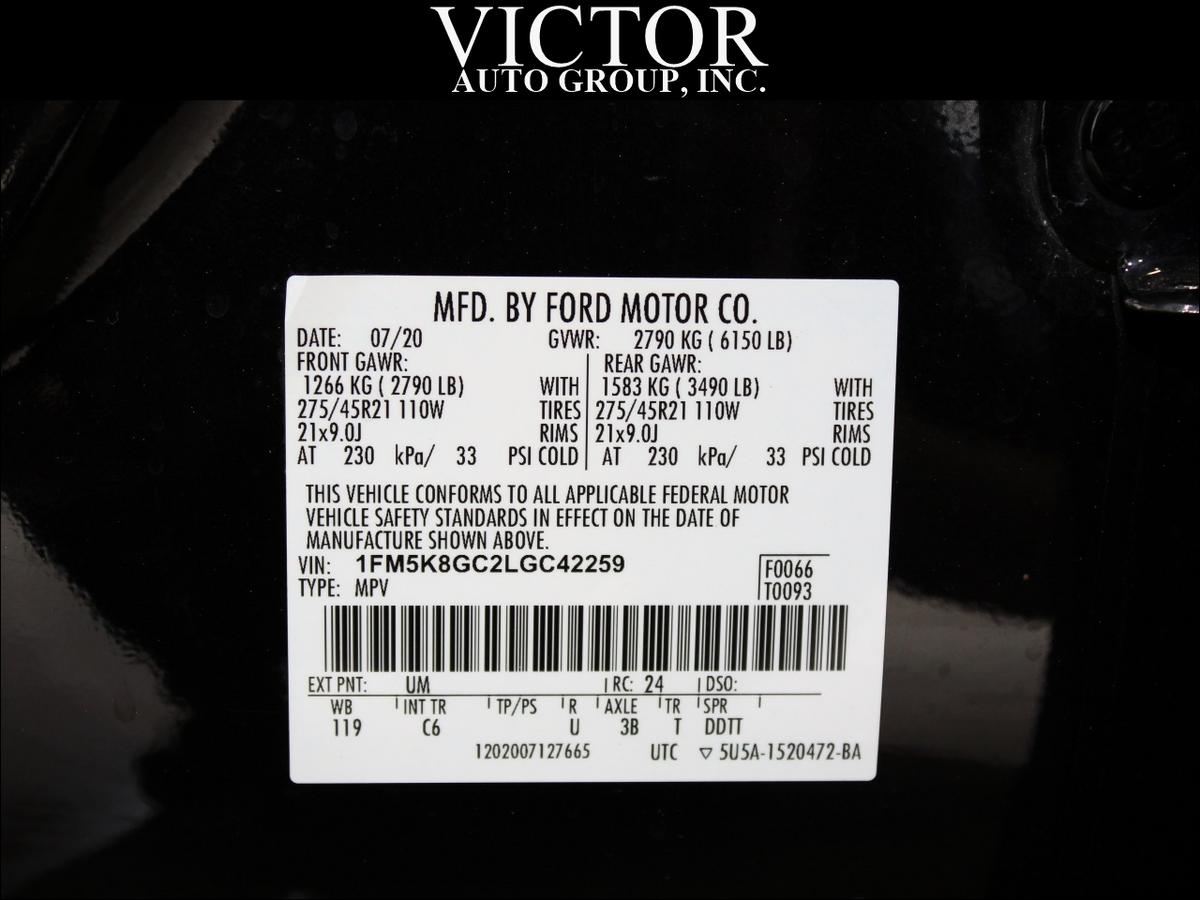 VICTOR
AUTO GROUP, INC.
MFD. BY FORD MOTOR CO.
DATE: 07/20 GVWR: 2790 KG ( 6150 LB)
FRONT GAWR: REAR GAWR:
1266 KG ( 2790 LB) WITH 1583 KG ( 3490 LB) WITH
275/45R21 110W TIRES 275/45R21 110W TIRES
21x9.0J RIMS 21x9.0J RIMS
AT 230 kPa/ 33 PSI COLD AT 230 kPa/ 33 PSI COLD
THIS VEHICLE CONFORMS TO ALL APPLICABLE FEDERAL MOTOR
VEHICLE SAFETY STANDARDS IN EFFECT ON THE DATE OF
MANUFACTURE SHOWN ABOVE.
VIN: 1FM5K8GC2LGC42259
F0066
TYPE: MPV
T0093
EXT PNT: UM RC: 24 DSO:
WB INT TR TP/PS R AXLE TR SPR
119 C6 U 3B T DDTT
1202007127665 UTC ▽ 5U5A-1520472-BA